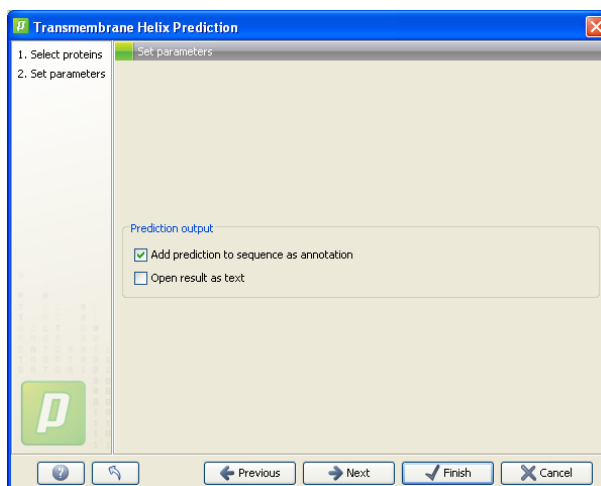 Transmembrane Helix Prediction
1. Select proteins
2. Set parameters
Set parameters
Prediction output
Add prediction to sequence as annotation
Open result as text
Previous
Next
Finish
Cancel